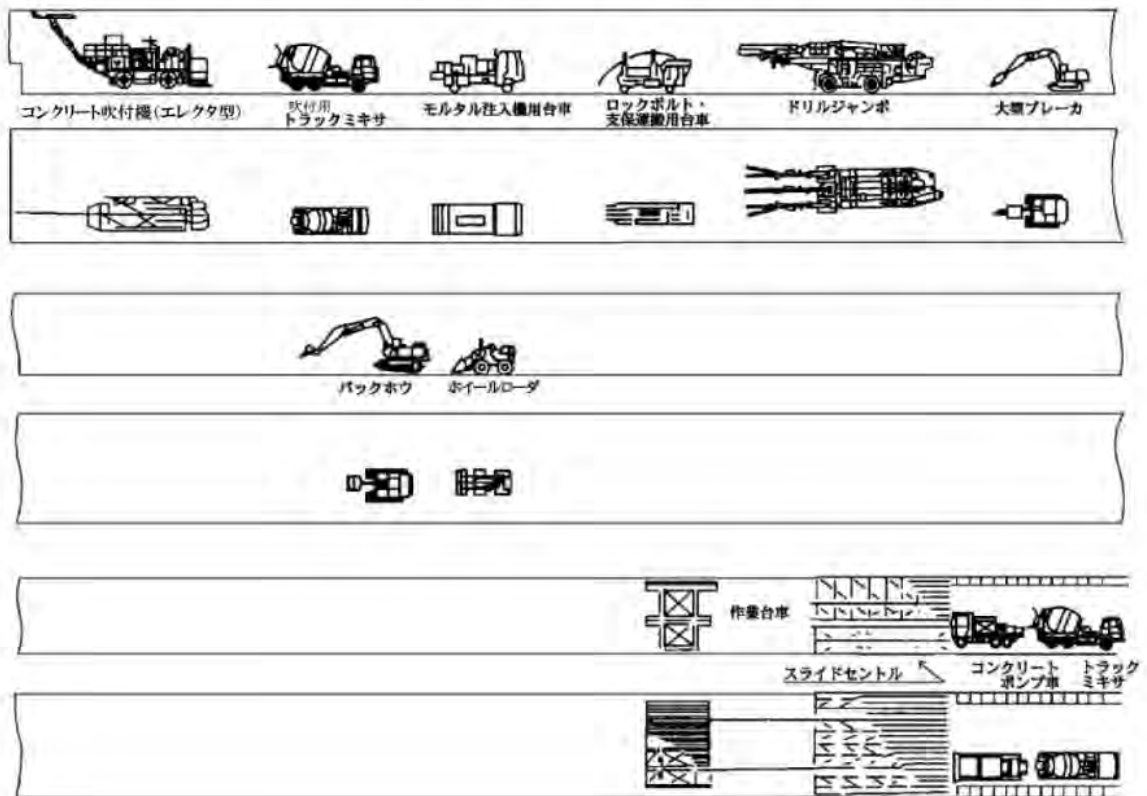 コンクリート吹付機(エレクタ型)
吹付用
トラックミキサ
モルタル注入機用台車
ロックボルト・
支保運搬用台車
ドリルジャンボ
大型ブレーカ
バックホウ
ホイールローダ
作業台車
スライドセントル
コンクリート
ポンプ車
トラック
ミキサ